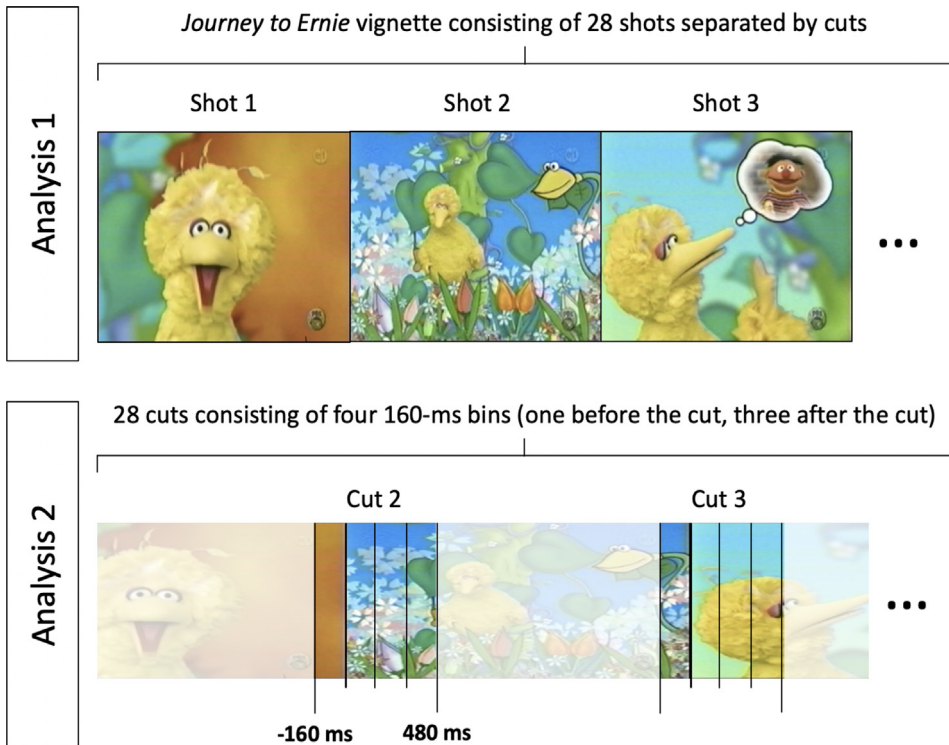 Journey to Ernie vignette consisting of 28 shots separated by cuts
Analysis 1
Shot 1
Shot 2
Shot 3
...
28 cuts consisting of four 160-ms bins (one before the cut, three after the cut)
Analysis 2
Cut 2
Cut 3
...
-160 ms
480 ms